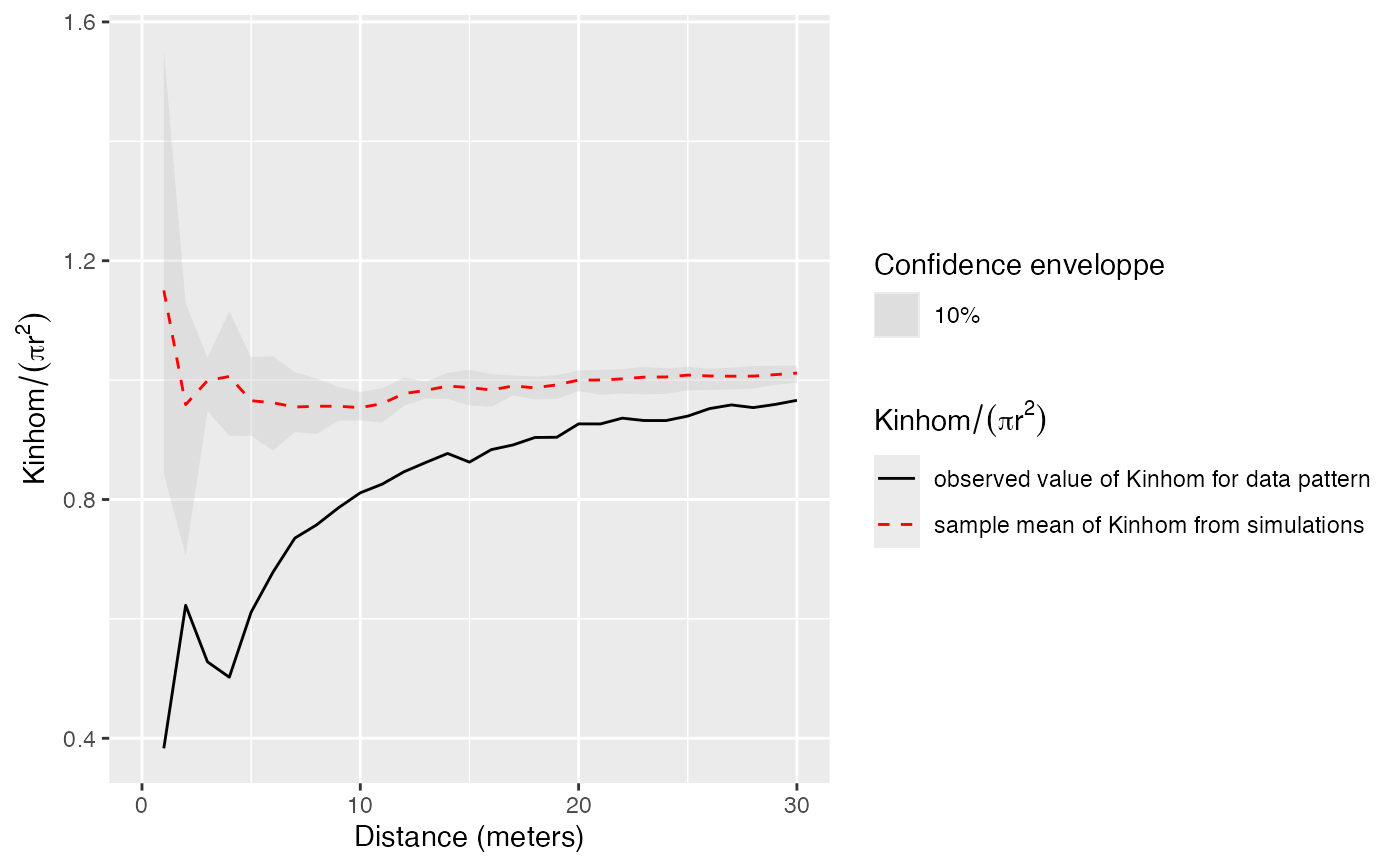 1.6
1.2
0.8
0.4
Kinhom/(πr²)
0
10
20
30
Distance (meters)
Confidence enveloppe
10%
Kinhom/(πr²)
observed value of Kinhom for data pattern
sample mean of Kinhom from simulations